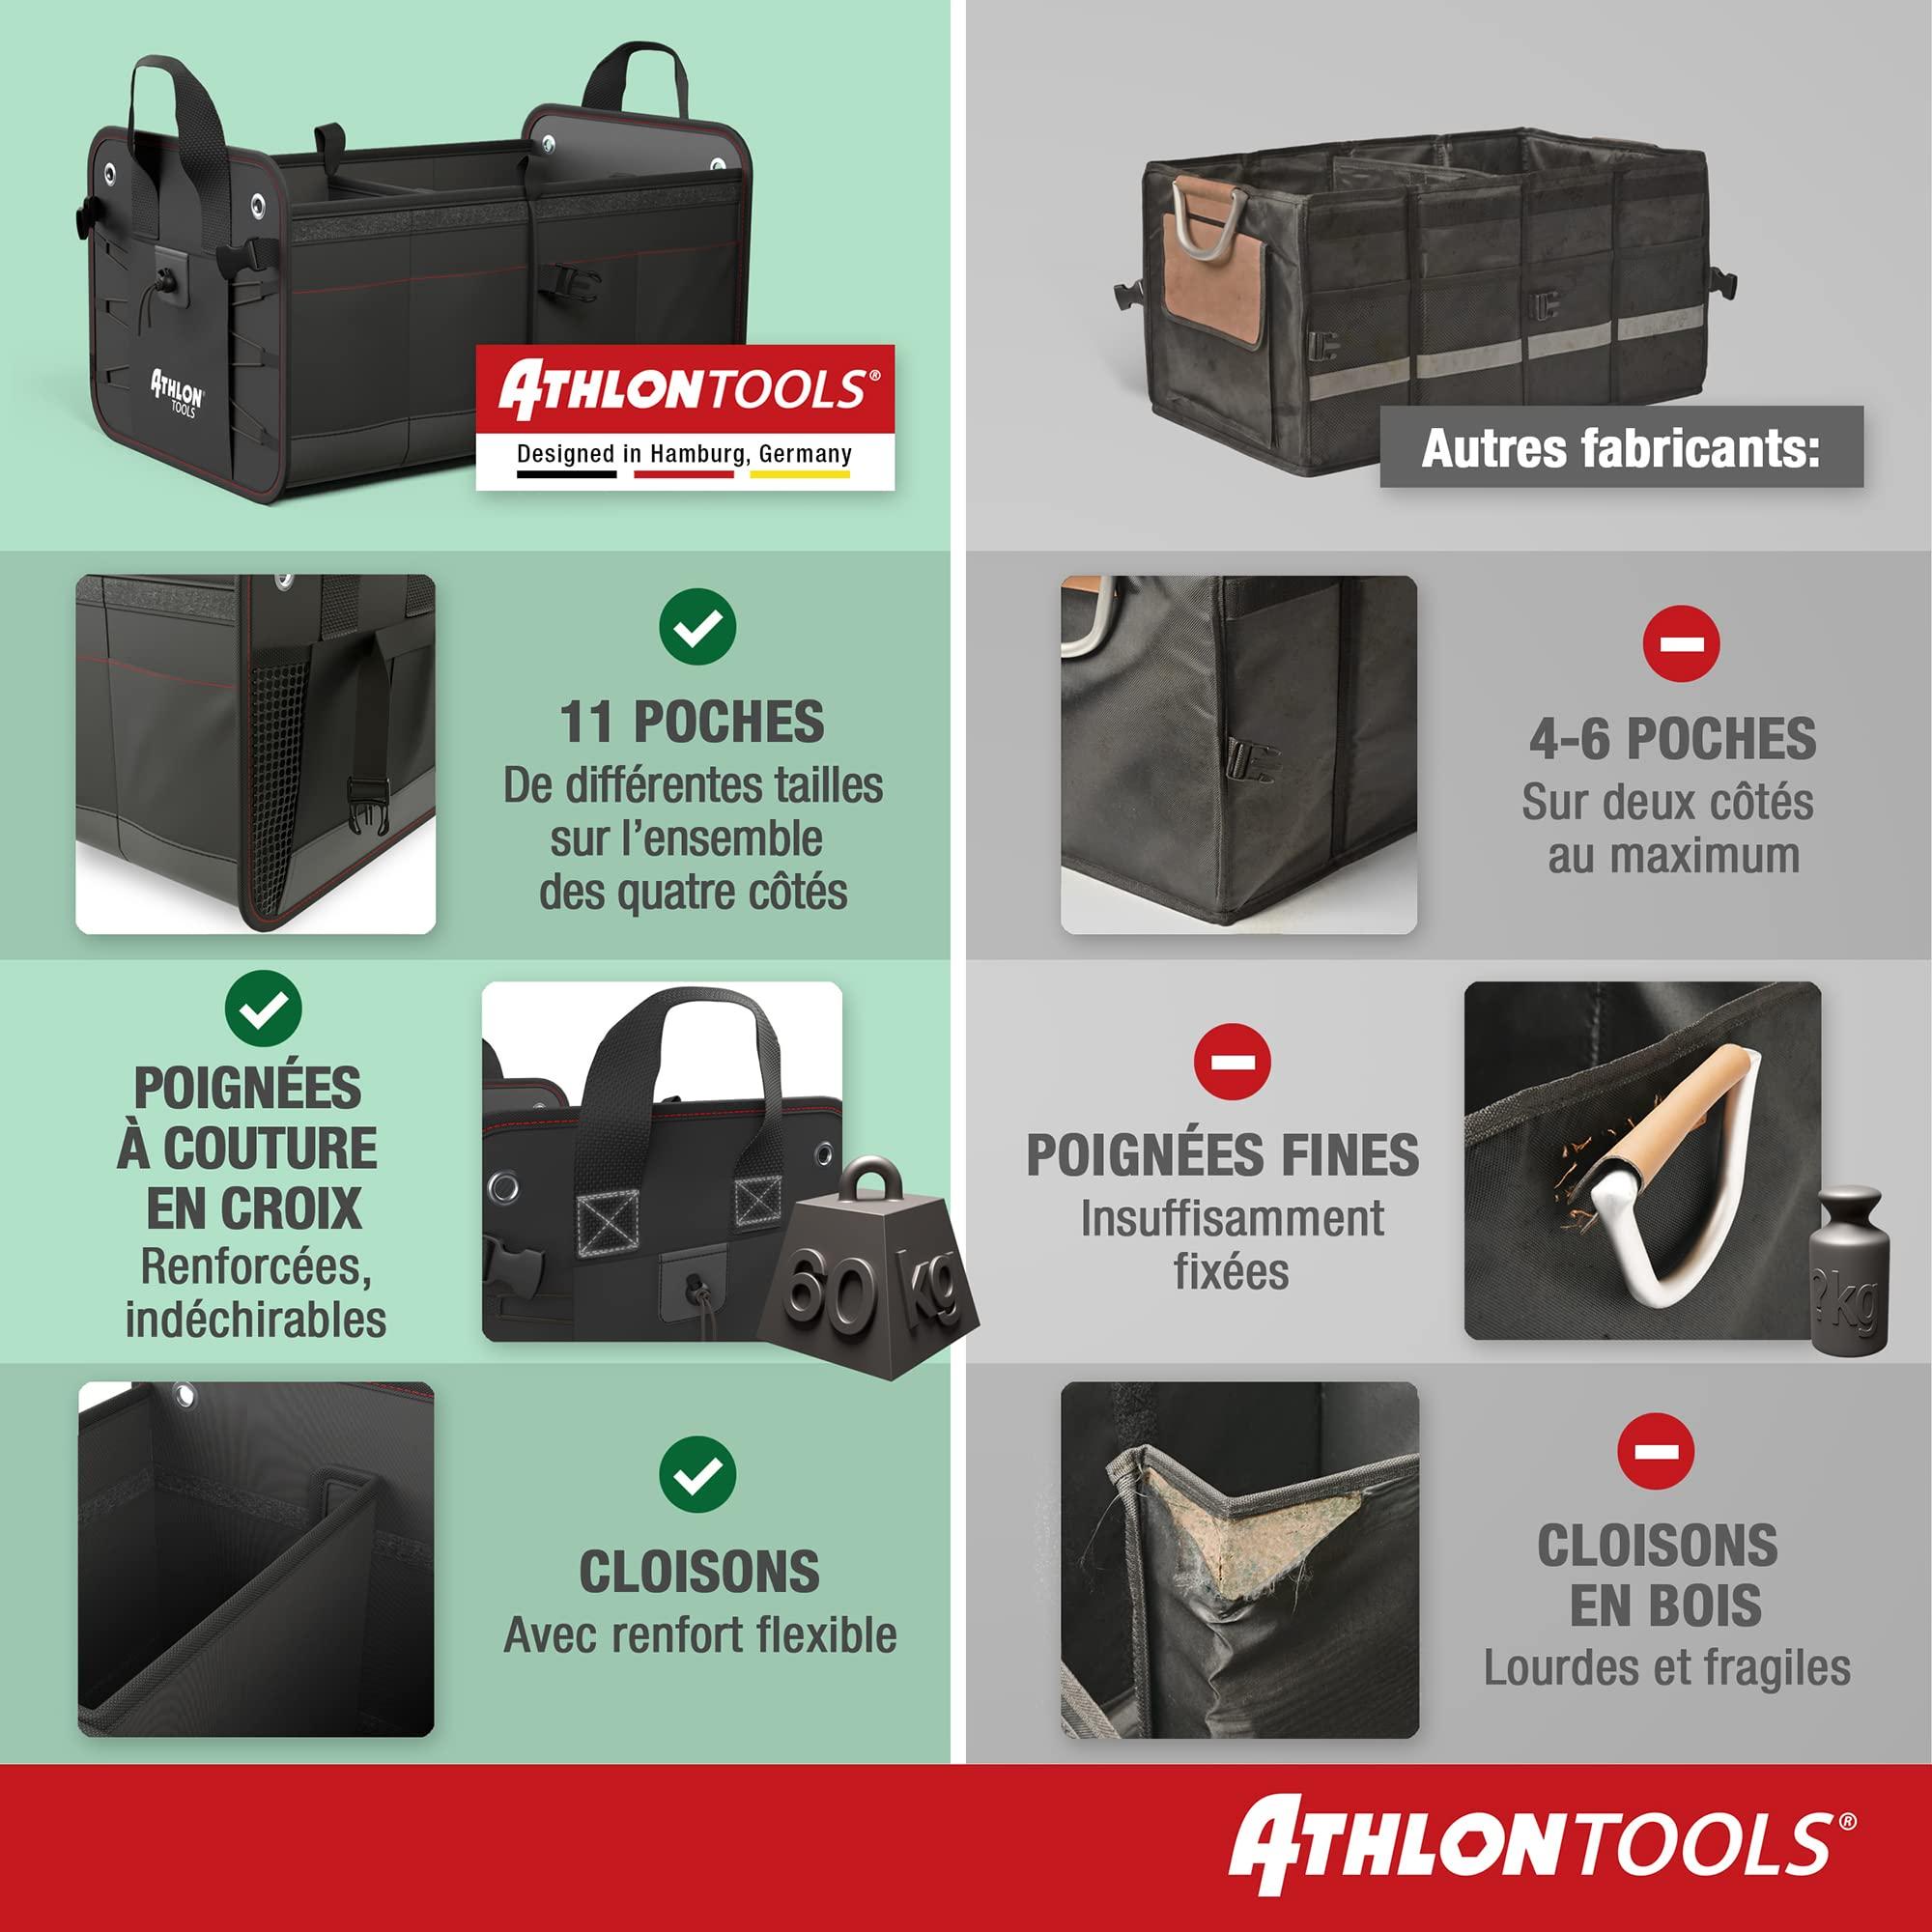 ATHLON
TOOLS
ATHLONTOOLS®
Designed in Hamburg, Germany
Autres fabricants:
11 POCHES
De différentes tailles
sur l’ensemble
des quatre côtés
4-6 POCHES
Sur deux côtés
au maximum
POIGNÉES
À COUTURE
EN CROIX
Renforcées,
indéchirables
60 kg
POIGNÉES FINES
Insuffisamment
fixées
?kg
CLOISONS
Avec renfort flexible
CLOISONS
EN BOIS
Lourdes et fragiles
ATHLONTOOLS®